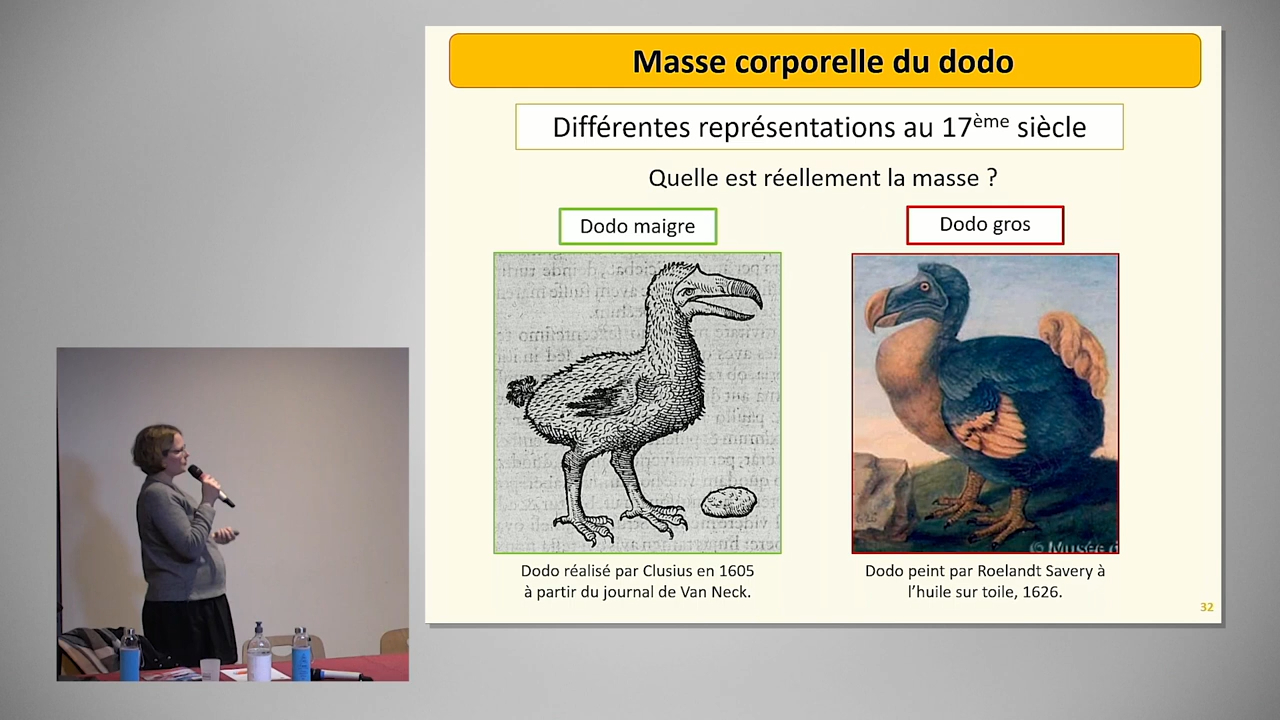 Masse corporelle du dodo
Différentes représentations au 17ème siècle
Quelle est réellement la masse ?
Dodo maigre
Dodo gros
© Musée d
Dodo réalisé par Clusius en 1605
à partir du journal de Van Neck.
Dodo peint par Roelandt Savery à
l'huile sur toile, 1626.
32